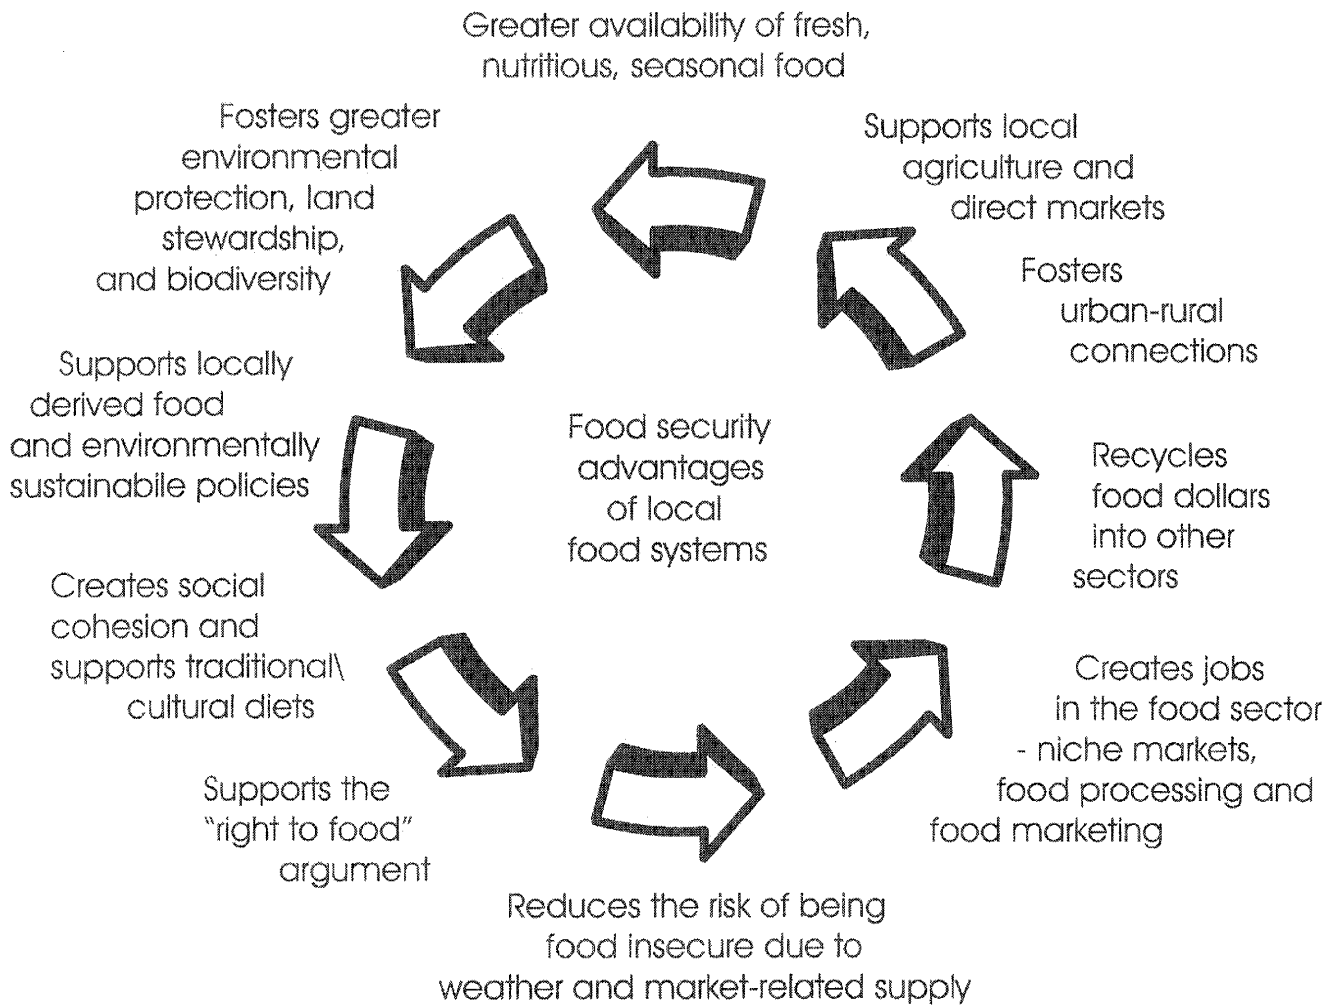 Greater availability of fresh,
nutritious, seasonal food
Fosters greater
environmental
protection, land
stewardship,
and biodiversity
Supports locally
derived food
and environmentally
sustainabile policies
Creates social
cohesion and
supports traditional\
cultural diets
Supports the
"right to food"
argument
Reduces the risk of being
food insecure due to
weather and market-related supply
Creates jobs
in the food sector
- niche markets,
food processing and
food marketing
Recycles
food dollars
into other
sectors
Fosters
urban-rural
connections
Supports local
agriculture and
direct markets
Food security
advantages
of local
food systems